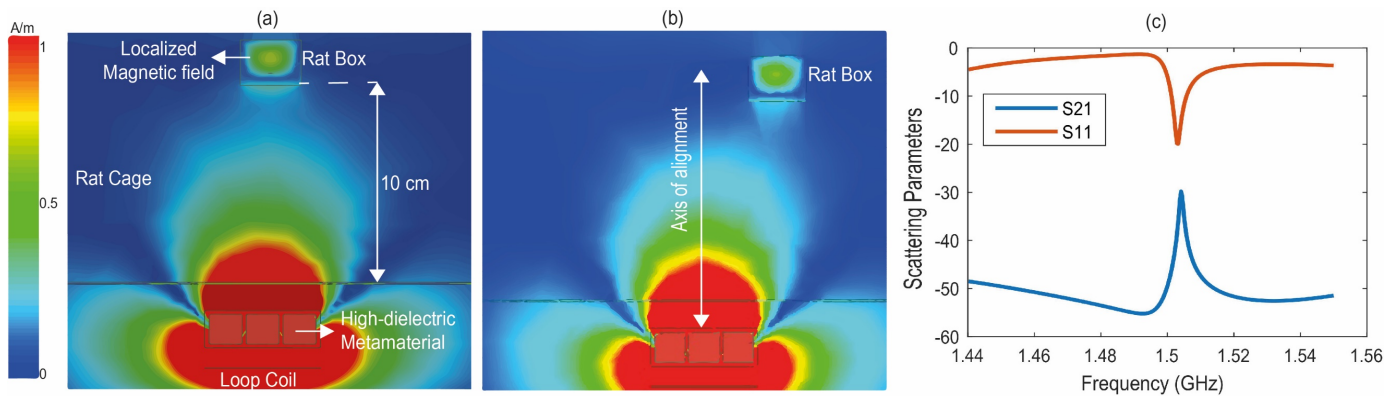 (a)
A/m
1
0.5
0
Localized
Magnetic field
Rat Box
Rat Cage
10 cm
High-dielectric
Metamaterial
Loop Coil
(b)
Rat Box
Axis of alignment
(c)
Scattering Parameters
0
-10
-20
-30
-40
-50
-60
S21
S11
1.44
1.46
1.48
1.5
1.52
1.54
1.56
Frequency (GHz)